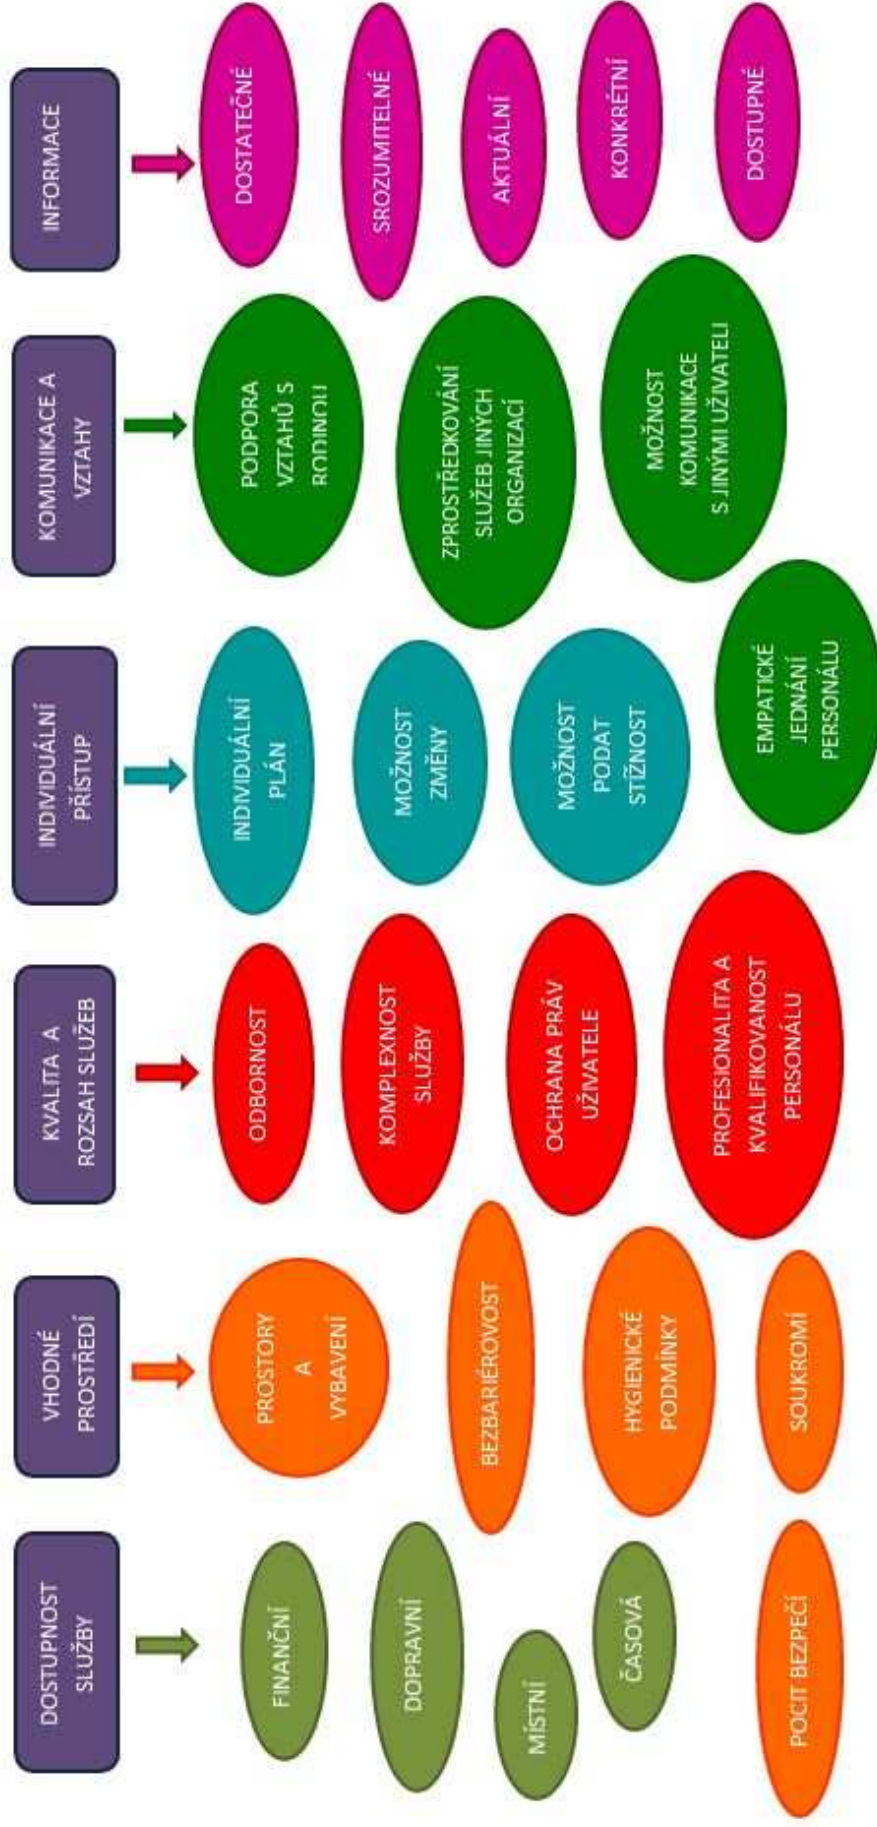 DOSTUPNOST
SLUŽBY
FINANČNÍ
DOPRAVNÍ
MÍSTNÍ
ČASOVÁ
VHODNÉ
PROSTŘEDÍ
PROSTORY
A
VYBAVENÍ
BEZBARIÉROVOST
HYGIENICKÉ
PODMÍNKY
SOUKROMÍ
POCIT BEZPEČÍ
KVALITA A
ROZSAH SLUŽEB
ODBORNOST
KOMPLEXNOST
SLUŽBY
OCHRANA PRÁV
UŽIVATELE
PROFESIONALITA A
KVALIFIKOVANOST
PERSONÁLU
INDIVIDUÁLNÍ
PŘÍSTUP
INDIVIDUÁLNÍ
PLÁN
MOŽNOST
ZMĚNY
MOŽNOST
PODAT
STÍŽNOST
KOMUNIKACE A
VZTAHY
PODPORA
VZTAHŮ S
RODINOU
ZPROSTŘEDKOVÁNÍ
SLUŽEB JINÝCH
ORGANIZACÍ
MOŽNOST
KOMUNIKACE
S JINÝMI UŽIVATELI
EMPATICKÉ
JEDNÁNÍ
PERSONÁLU
INFORMACE
DOSTATEČNÉ
SROZUMITELNÉ
AKTUÁLNÍ
KONKRÉTNÍ
DOSTUPNÉ